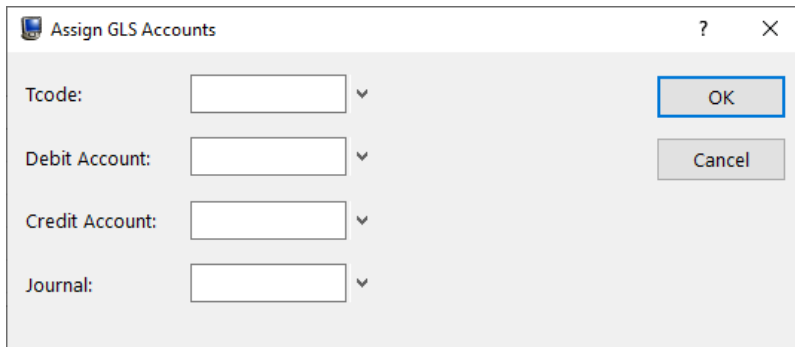 Assign GLS Accounts ?
Tcode:
OK
Debit Account:
Cancel
Credit Account:
Journal: